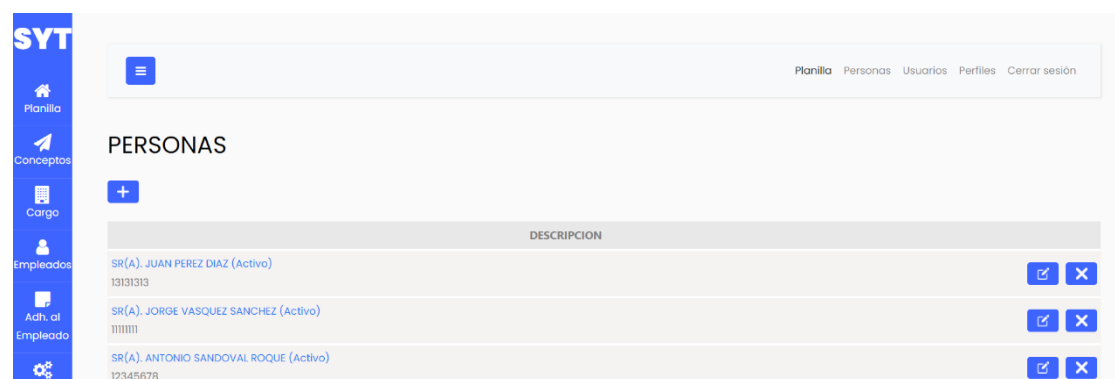 SYT
Planilla
Conceptos
Cargo
Empleados
Adh. al
Empleado
Planilla Personas Usuarios Perfiles Cerrar sesión
PERSONAS
DESCRIPCION
SR(A). JUAN PEREZ DIAZ (Activo)
13131313
SR(A). JORGE VASQUEZ SANCHEZ (Activo)
11111111
SR(A). ANTONIO SANDOVAL ROQUE (Activo)
12345678